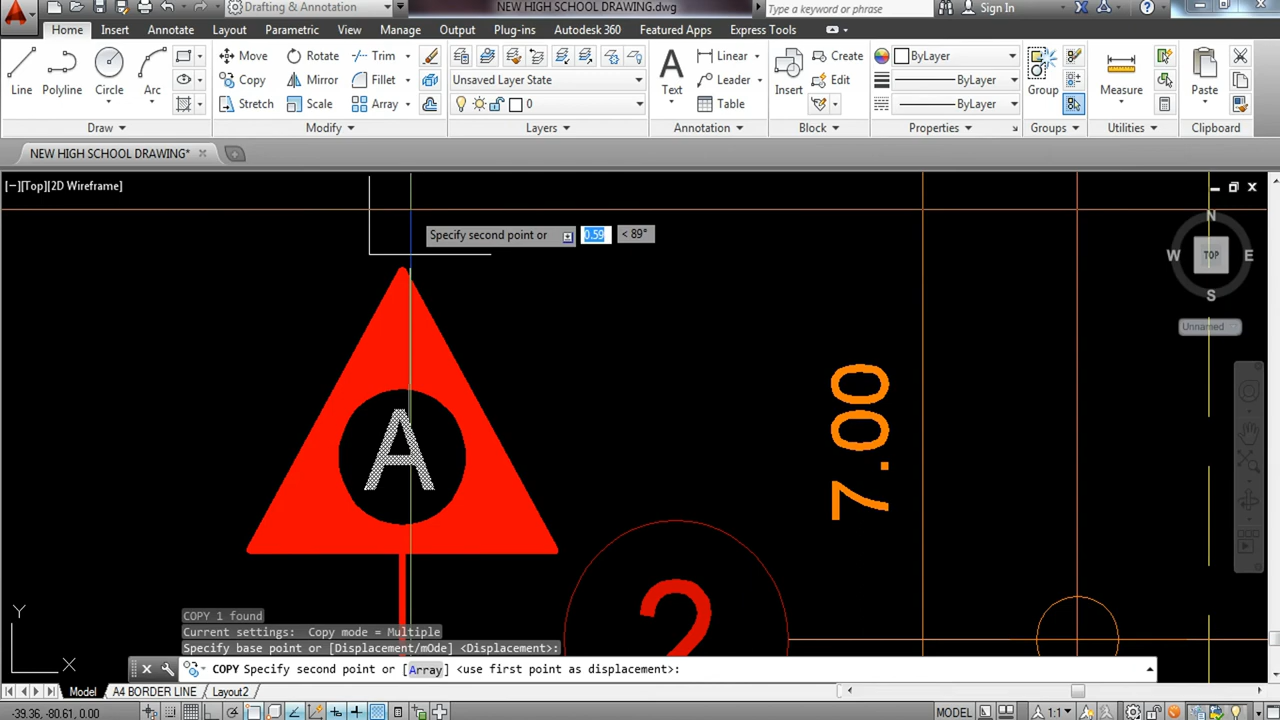 Drafting & Annotation
NEW HIGH SCHOOL DRAWING.dwg
Type a keyword or phrase
Sign In
Home Insert Annotate Layout Parametric View Manage Output Plug-ins Autodesk 360 Featured Apps Express Tools
Move Rotate Trim Linear Create ByLayer
Line Polyline Circle Arc Copy Mirror Fillet Unsaved Layer State Text Leader Insert Edit ByLayer Group Measure Paste
Stretch Scale Array 0 Table ByLayer
Draw Modify Layers Annotation Block Properties Groups Utilities Clipboard
NEW HIGH SCHOOL DRAWING*
[−][Top][2D Wireframe]
N
W TOP E
S
Unnamed
Specify second point or 0.59 < 89°
A
7.00
2
Y
X
COPY 1 found
Current settings: Copy mode = Multiple
Specify base point or [Displacement/mOde] <Displacement>:
COPY Specify second point or [Array] <use first point as displacement>:
Model A4 BORDER LINE Layout2
-39.36, -80.61, 0.00
MODEL
1:1